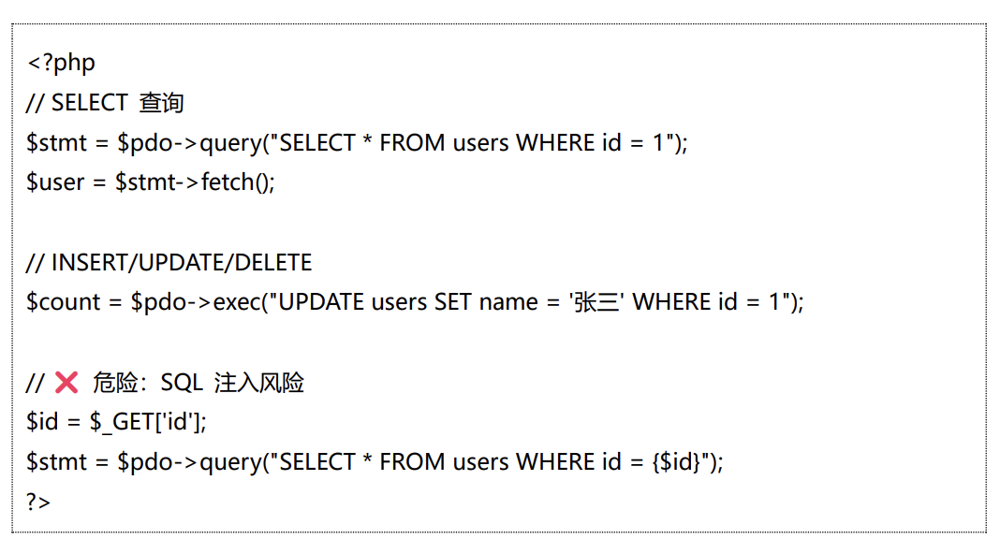 <?php
// SELECT 查询
$stmt = $pdo->query("SELECT * FROM users WHERE id = 1");
$user = $stmt->fetch();
// INSERT/UPDATE/DELETE
$count = $pdo->exec("UPDATE users SET name = '张三' WHERE id = 1");
// ❌ 危险：SQL 注入风险
$id = $_GET['id'];
$stmt = $pdo->query("SELECT * FROM users WHERE id = {$id}");
?>